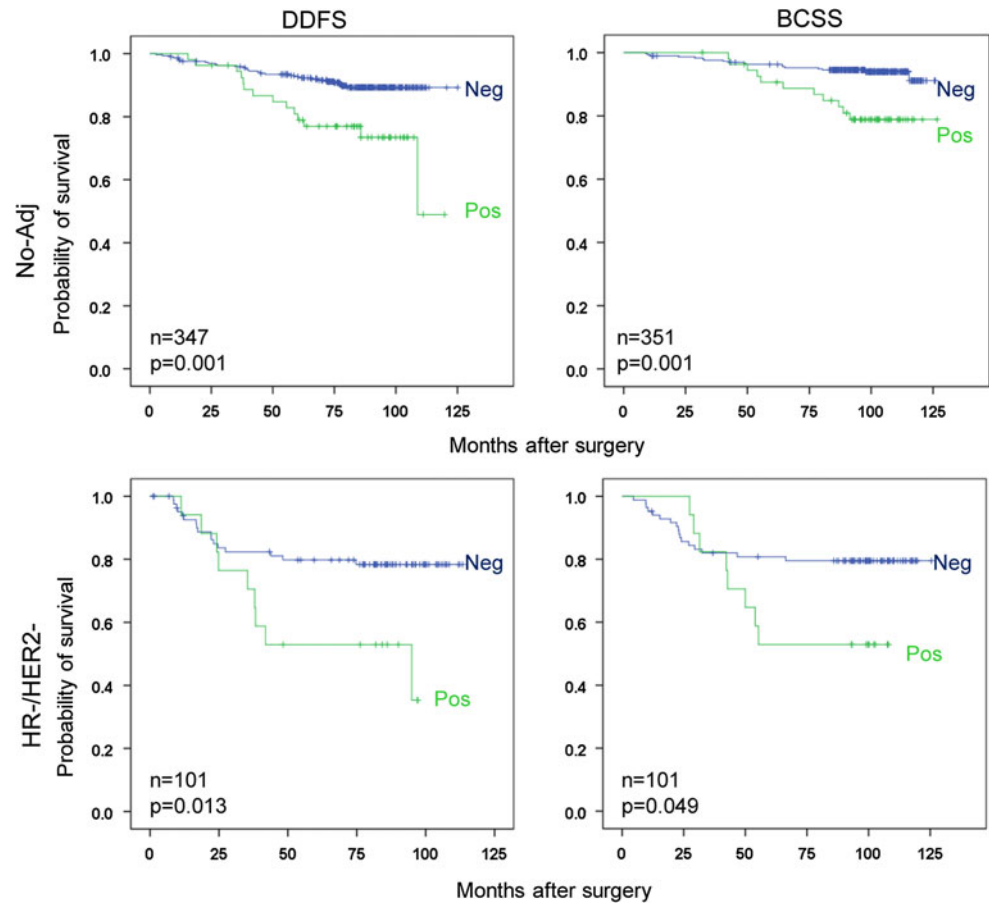 DDFS
BCSS
No-Adj
Probability of survival
1.0
0.8
0.6
0.4
0.2
0.0
Neg
Pos
n=347
p=0.001
0 25 50 75 100 125
1.0
0.8
0.6
0.4
0.2
0.0
Neg
Pos
n=351
p=0.001
0 25 50 75 100 125
Months after surgery
HR-/HER2-
Probability of survival
1.0
0.8
0.6
0.4
0.2
0.0
Neg
Pos
n=101
p=0.013
0 25 50 75 100 125
1.0
0.8
0.6
0.4
0.2
0.0
Neg
Pos
n=101
p=0.049
0 25 50 75 100 125
Months after surgery